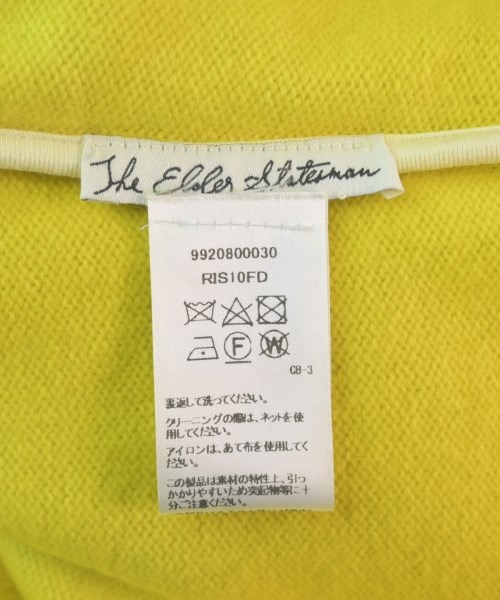 The Elder Statesman
9920800030
RIS10FD
F W
C8-3
裏返して洗ってください。
クリーニングの際は、ネットを使
用してください。
アイロンは、あて布を使用してく
ださい。
この製品は素材の特性上、引っ
かかりやすいため突起物等に十
分ご注意ください。